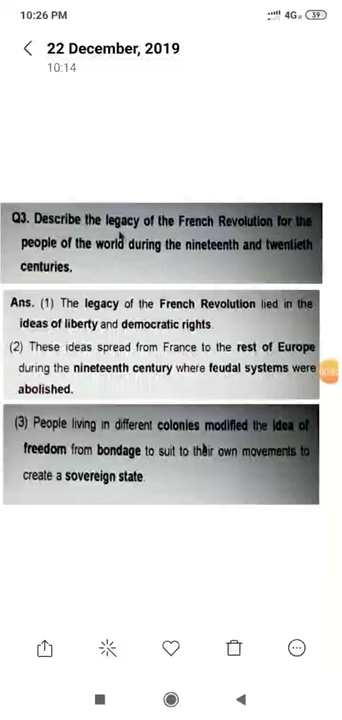 10:26 PM
4G 39
22 December, 2019
10:14
Q3. Describe the legacy of the French Revolution for the
people of the world during the nineteenth and twentieth
centuries.
Ans. (1) The legacy of the French Revolution lied in the
ideas of liberty and democratic rights.
(2) These ideas spread from France to the rest of Europe
during the nineteenth century where feudal systems were
abolished.
(3) People living in different colonies modified the idea of
freedom from bondage to suit to their own movements to
create a sovereign state.